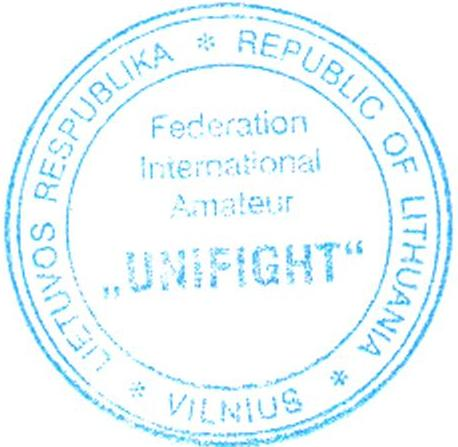 LIETUVOS RESPUBLIKA * REPUBLIC OF LITHUANIA * VILNIUS *
Federation
International
Amateur
„UNIFIGHT“